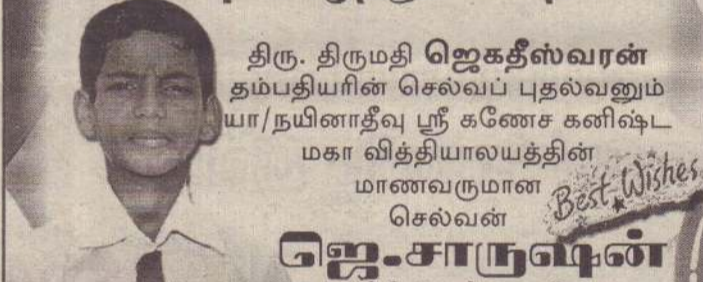 திரு. திருமதி ஜெகதீஸ்வரன்
தம்பதியரின் செல்வப் புதல்வனும்
யா/நயினாதீவு ஸ்ரீ கணேச கனிஷ்ட
மகா வித்தியாலயத்தின்
மாணவருமான
Best Wishes
செல்வன்
ஜெ.சாருஷன்